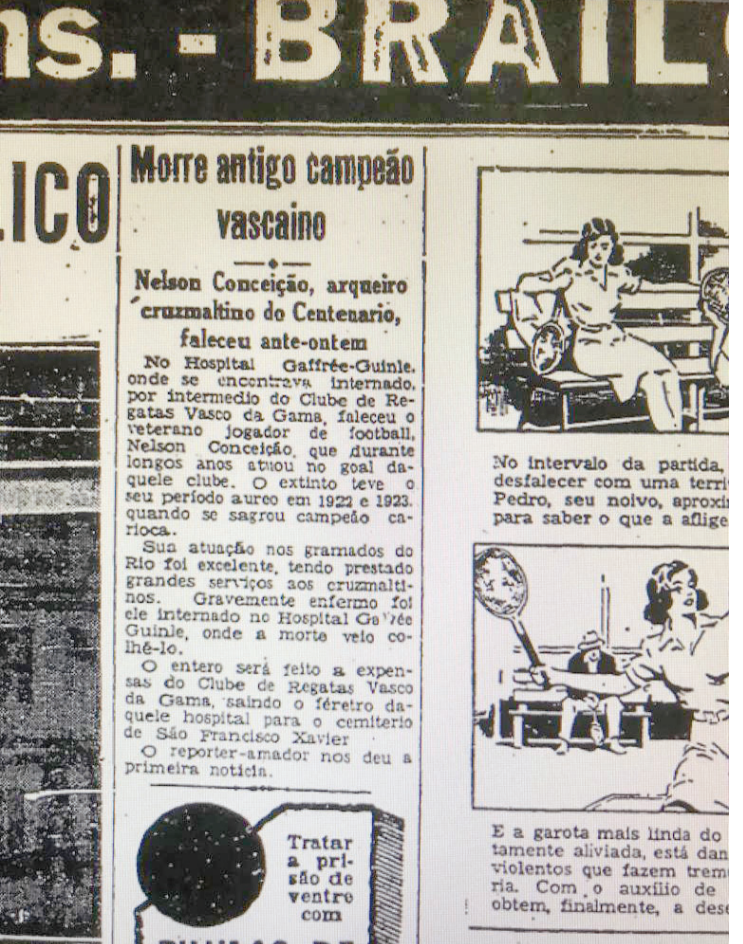 ns. - BRAIL
LICO
Morre antigo campeão
vascaino
Nelson Conceição, arqueiro
cruzmaltino do Centenario,
faleceu ante-ontem
No Hospital Gaffrée-Guinle,
onde se encontrava internado,
por intermedio do Clube de Re-
gatas Vasco da Gama, faleceu o
veterano jogador de football,
Nelson Conceição, que durante
longos anos atuou no goal da-
quele clube. O extinto teve o
seu período aureo em 1922 e 1923,
quando se sagrou campeão ca-
rioca.
Sua atuação nos gramados do
Rio foi excelente, tendo prestado
grandes serviços aos cruzmalti-
nos. Gravemente enfermo foi
ele internado no Hospital Gaffrée
Guinle, onde a morte veio co-
lhê-lo.
O entero será feito a expen-
sas do Clube de Regatas Vasco
da Gama, saindo o féretro da-
quele hospital para o cemiterio
de São Francisco Xavier
O reporter-amador nos deu a
primeira noticia.
Tratar
a pri-
são de
ventre
com
No intervalo da partida,
desfalecer com uma terri
Pedro, seu noivo, aproxi
para saber o que a aflige
E a garota mais linda do
tamente aliviada, está dan
violentos que fazem trem
ria. Com o auxílio de
obtem, finalmente, a dese